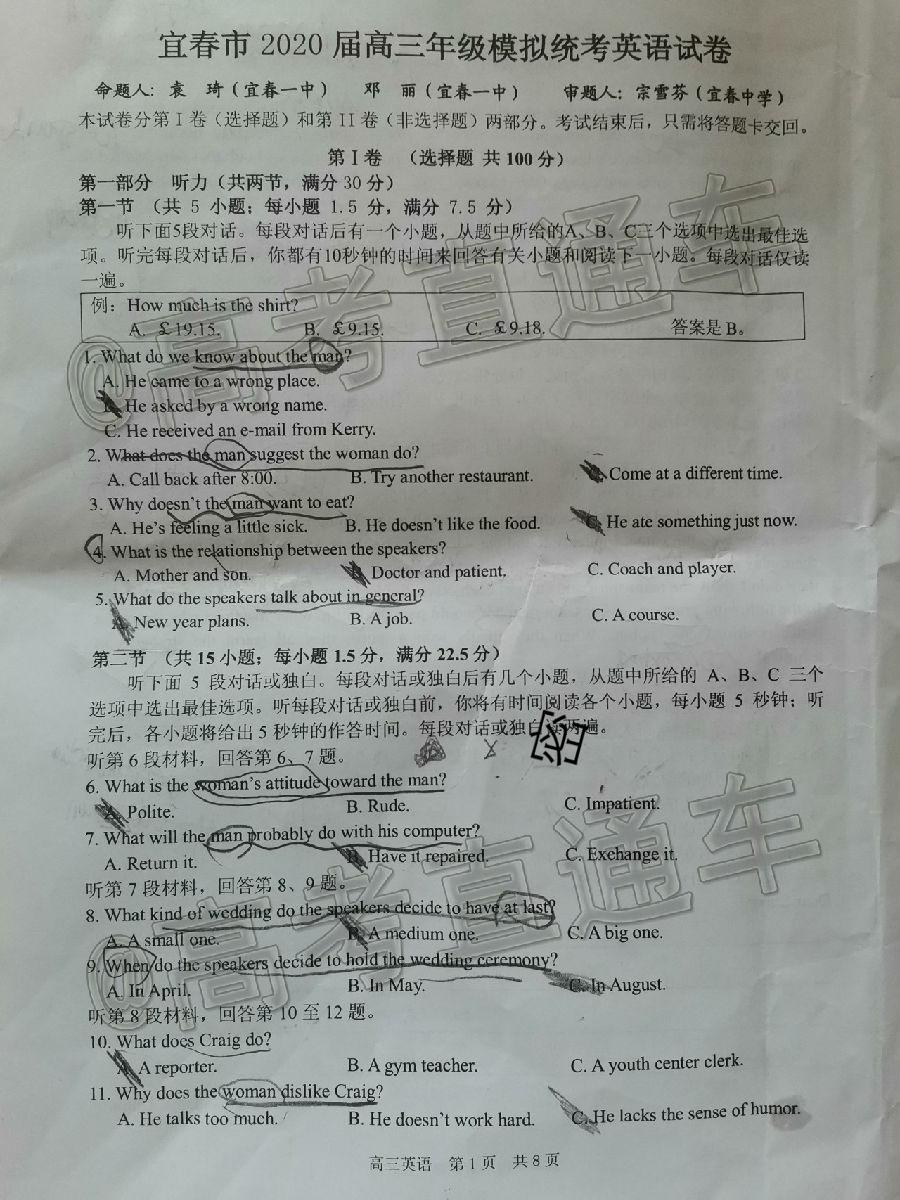 宜春市 2020 届高三年级模拟统考英语试卷
命题人：袁 琦（宜春一中） 邓 丽（宜春一中） 审题人：宗雪芬（宜春中学）
本试卷分第 I 卷（选择题）和第 II 卷（非选择题）两部分。考试结束后，只需将答题卡交回。
第 I 卷 （选择题 共 100 分）
第一部分 听力（共两节，满分 30 分）
第一节 （共 5 小题；每小题 1.5 分，满分 7.5 分）
听下面5段对话。每段对话后有一个小题，从题中所给的A、B、C三个选项中选出最佳选
项。听完每段对话后，你都有10秒钟的时间来回答有关小题和阅读下一小题。每段对话仅读
一遍。
例：How much is the shirt?
A. ￡19.15. B. ￡9.15. C. ￡9.18. 答案是 B。
1. What do we know about the man?
A. He came to a wrong place.
B. He asked by a wrong name.
C. He received an e-mail from Kerry.
2. What does the man suggest the woman do?
A. Call back after 8:00. B. Try another restaurant. C. Come at a different time.
3. Why doesn't the man want to eat?
A. He's feeling a little sick. B. He doesn't like the food. C. He ate something just now.
4. What is the relationship between the speakers?
A. Mother and son. B. Doctor and patient. C. Coach and player.
5. What do the speakers talk about in general?
A. New year plans. B. A job. C. A course.
第二节 （共 15 小题；每小题 1.5 分，满分 22.5 分）
听下面 5 段对话或独白。每段对话或独白后有几个小题，从题中所给的 A、B、C 三个
选项中选出最佳选项。听每段对话或独白前，你将有时间阅读各个小题，每小题 5 秒钟；听
完后，各小题将给出 5 秒钟的作答时间。每段对话或独白读两遍。
密
听第 6 段材料，回答第 6、7 题。
6. What is the woman's attitude toward the man?
A. Polite. B. Rude. C. Impatient.
7. What will the man probably do with his computer?
A. Return it. B. Have it repaired. C. Exchange it.
听第 7 段材料，回答第 8、9 题。
8. What kind of wedding do the speakers decide to have at last?
A. A small one. B. A medium one. C. A big one.
9. When do the speakers decide to hold the wedding ceremony?
A. In April. B. In May. C. In August.
听第 8 段材料，回答第 10 至 12 题。
10. What does Craig do?
A. A reporter. B. A gym teacher. C. A youth center clerk.
11. Why does the woman dislike Craig?
A. He talks too much. B. He doesn't work hard. C. He lacks the sense of humor.
高三英语 第 1 页 共 8 页
@高考直通车
@高考直通车